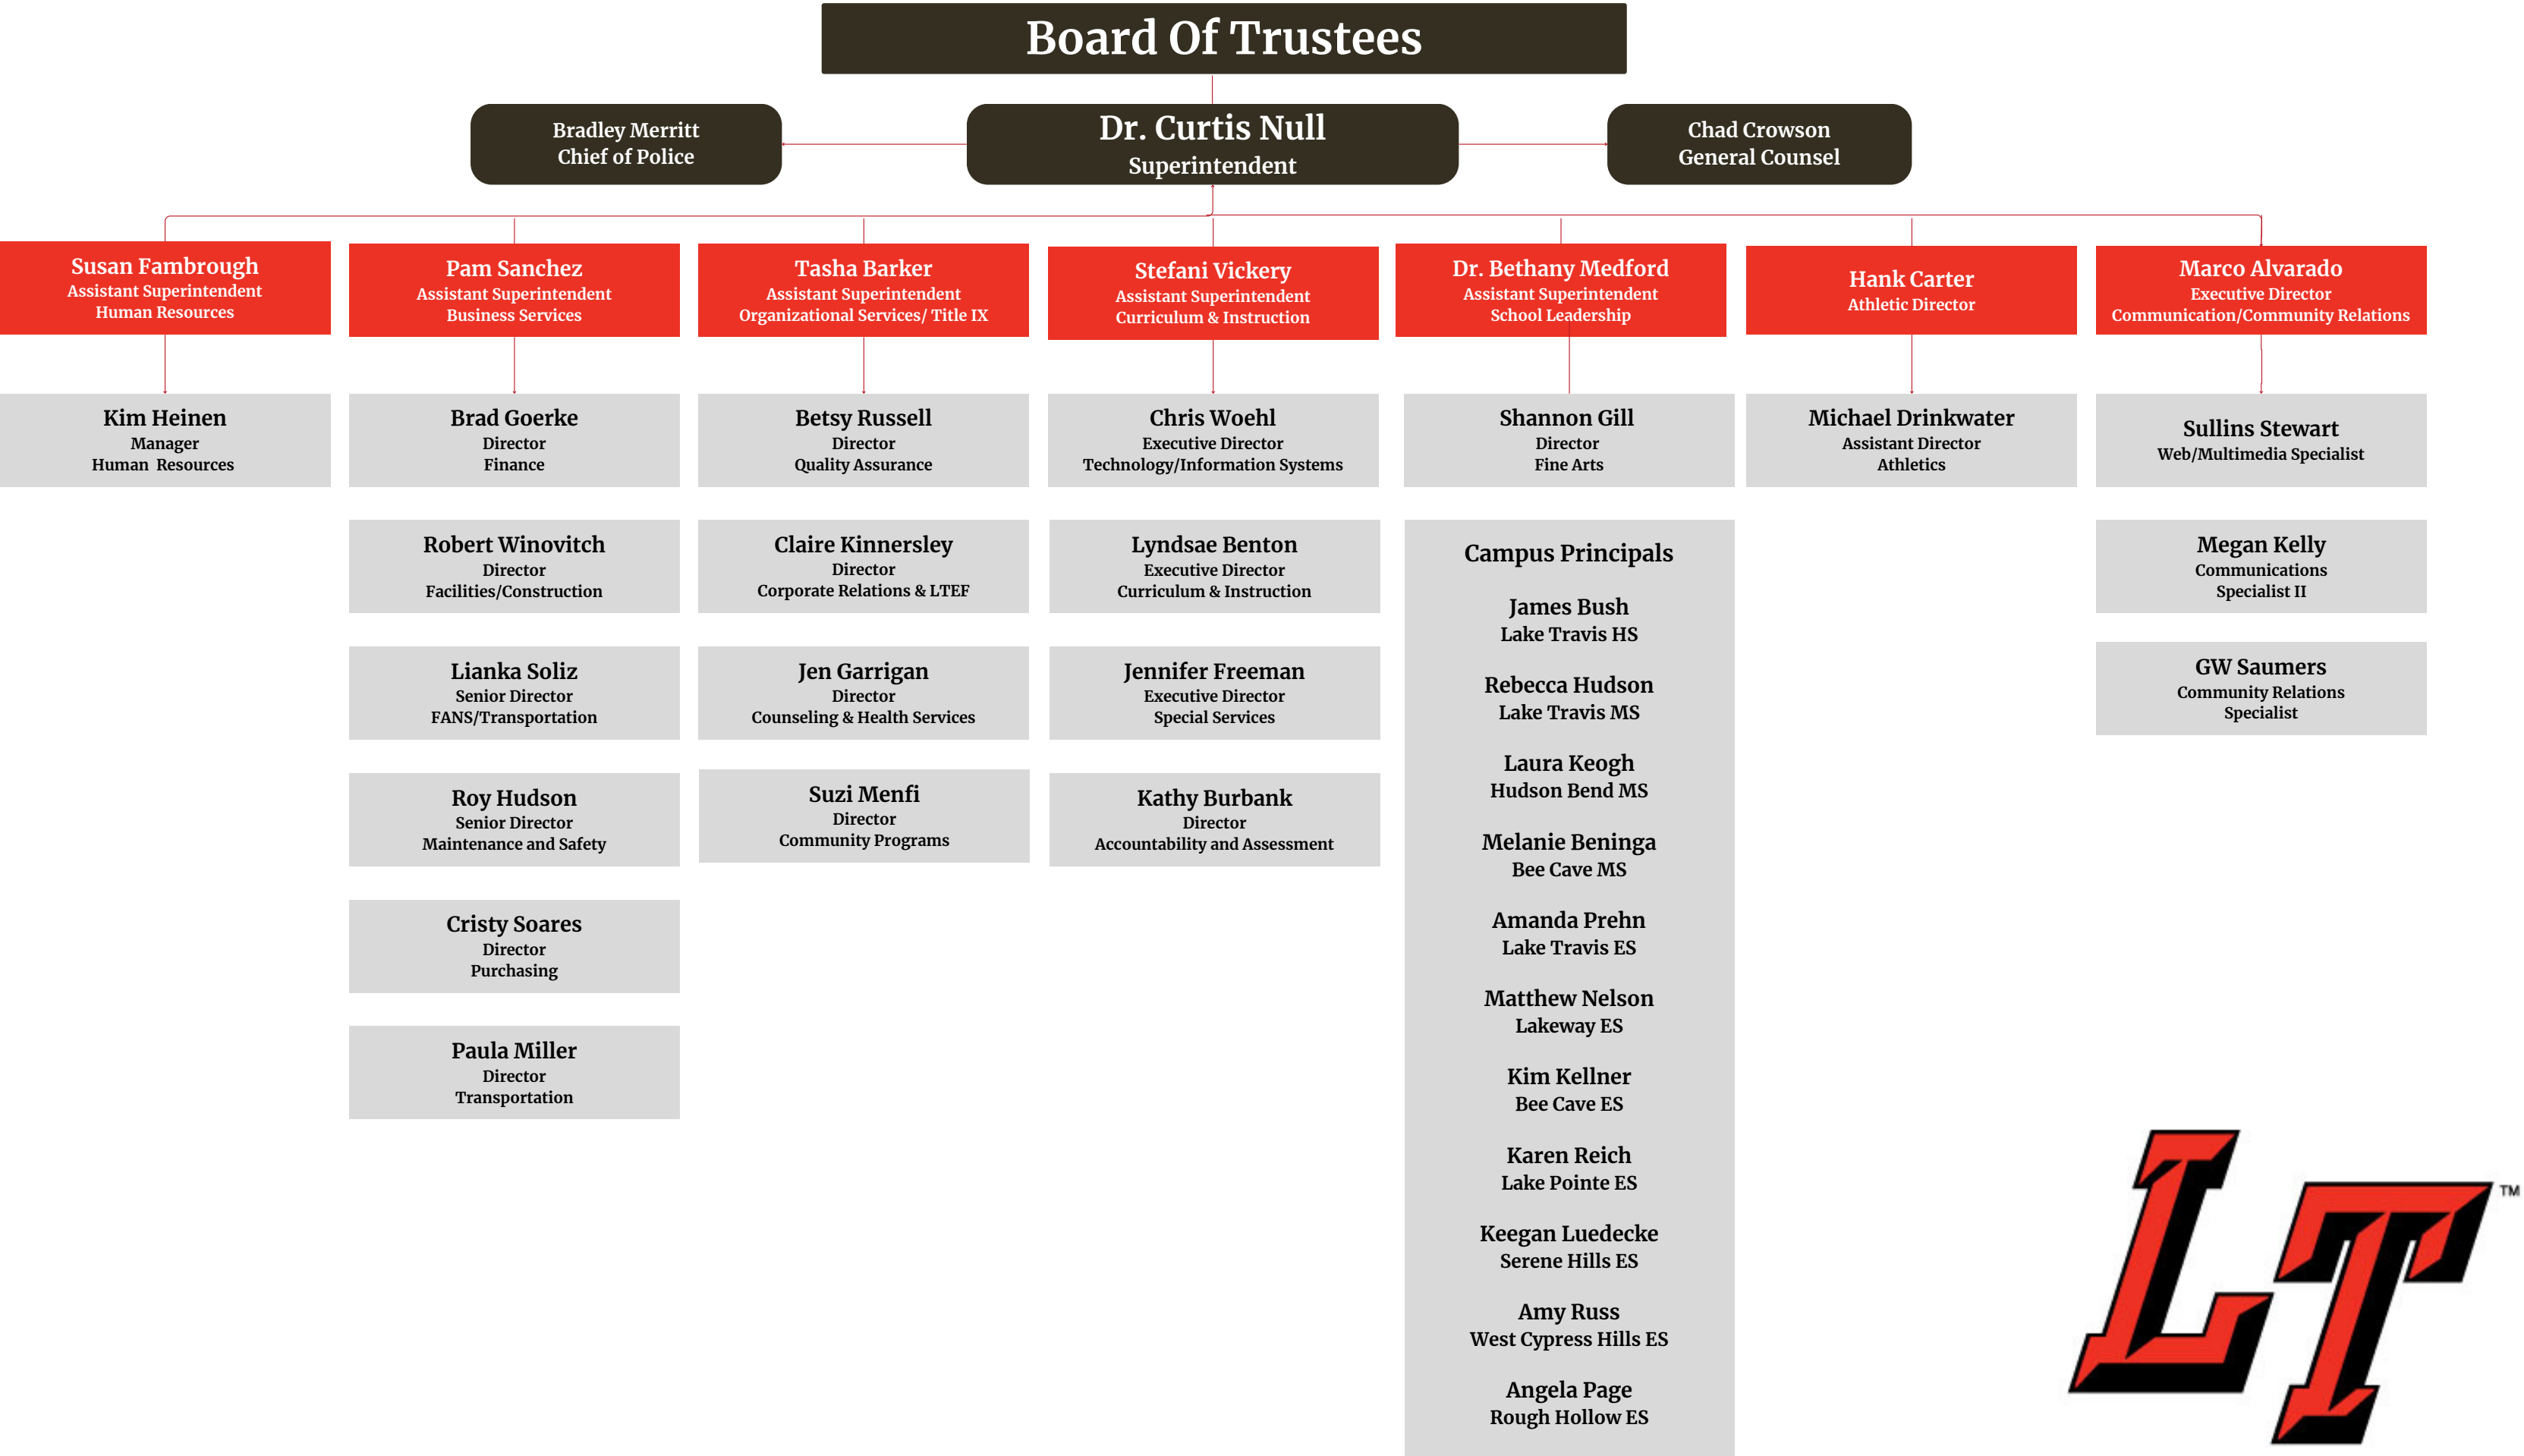 Board Of Trustees
Bradley Merritt
Chief of Police
Dr. Curtis Null
Superintendent
Chad Crowson
General Counsel
Susan Fambrough
Assistant Superintendent
Human Resources
Pam Sanchez
Assistant Superintendent
Business Services
Tasha Barker
Assistant Superintendent
Organizational Services/ Title IX
Stefani Vickery
Assistant Superintendent
Curriculum & Instruction
Dr. Bethany Medford
Assistant Superintendent
School Leadership
Hank Carter
Athletic Director
Marco Alvarado
Executive Director
Communication/Community Relations
Kim Heinen
Manager
Human Resources
Brad Goerke
Director
Finance
Robert Winovitch
Director
Facilities/Construction
Lianka Soliz
Senior Director
FANS/Transportation
Roy Hudson
Senior Director
Maintenance and Safety
Cristy Soares
Director
Purchasing
Paula Miller
Director
Transportation
Betsy Russell
Director
Quality Assurance
Claire Kinnersley
Director
Corporate Relations & LTEF
Jen Garrigan
Director
Counseling & Health Services
Suzi Menfi
Director
Community Programs
Chris Woehl
Executive Director
Technology/Information Systems
Lyndsae Benton
Executive Director
Curriculum & Instruction
Jennifer Freeman
Executive Director
Special Services
Kathy Burbank
Director
Accountability and Assessment
Shannon Gill
Director
Fine Arts
Campus Principals
James Bush
Lake Travis HS
Rebecca Hudson
Lake Travis MS
Laura Keogh
Hudson Bend MS
Melanie Beninga
Bee Cave MS
Amanda Prehn
Lake Travis ES
Matthew Nelson
Lakeway ES
Kim Kellner
Bee Cave ES
Karen Reich
Lake Pointe ES
Keegan Luedecke
Serene Hills ES
Amy Russ
West Cypress Hills ES
Angela Page
Rough Hollow ES
Michael Drinkwater
Assistant Director
Athletics
Sullins Stewart
Web/Multimedia Specialist
Megan Kelly
Communications
Specialist II
GW Saumers
Community Relations
Specialist
LT ™